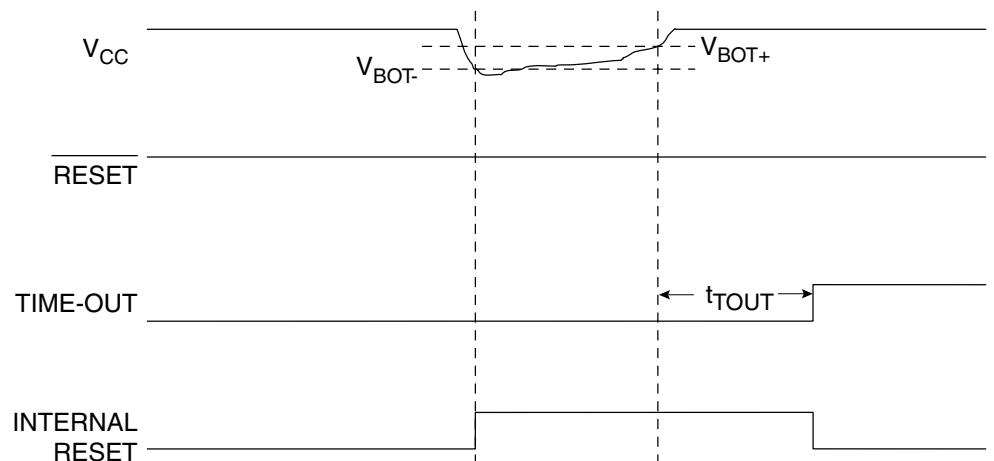 V_CC
V_BOT-
V_BOT+
RESET
TIME-OUT
t_TOUT
INTERNAL
RESET